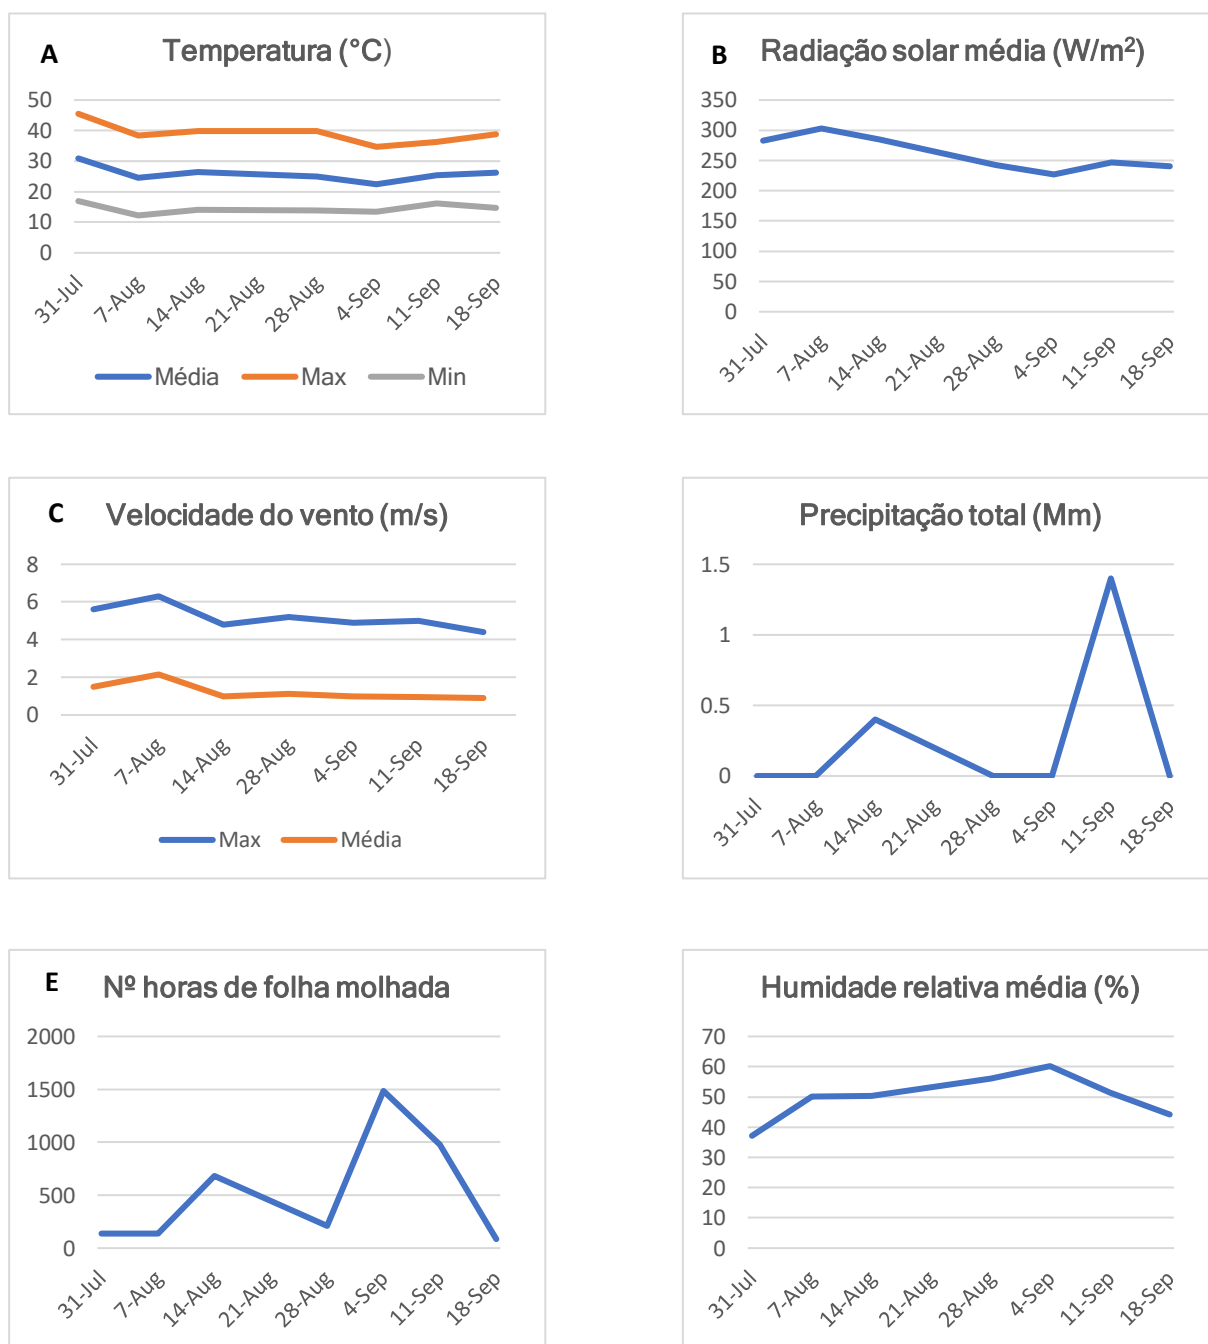 A Temperatura (°C)
50
40
30
20
10
0
31-Jul 7-Aug 14-Aug 21-Aug 28-Aug 4-Sep 11-Sep 18-Sep
Média Max Min
B Radiação solar média (W/m²)
350
300
250
200
150
100
50
0
31-Jul 7-Aug 14-Aug 21-Aug 28-Aug 4-Sep 11-Sep 18-Sep
C Velocidade do vento (m/s)
8
6
4
2
0
31-Jul 7-Aug 14-Aug 28-Aug 4-Sep 11-Sep 18-Sep
Max Média
Precipitação total (Mm)
1.5
1
0.5
0
31-Jul 7-Aug 14-Aug 21-Aug 28-Aug 4-Sep 11-Sep 18-Sep
E Nº horas de folha molhada
2000
1500
1000
500
0
31-Jul 7-Aug 14-Aug 21-Aug 28-Aug 4-Sep 11-Sep 18-Sep
Humidade relativa média (%)
70
60
50
40
30
20
10
0
31-Jul 7-Aug 14-Aug 21-Aug 28-Aug 4-Sep 11-Sep 18-Sep